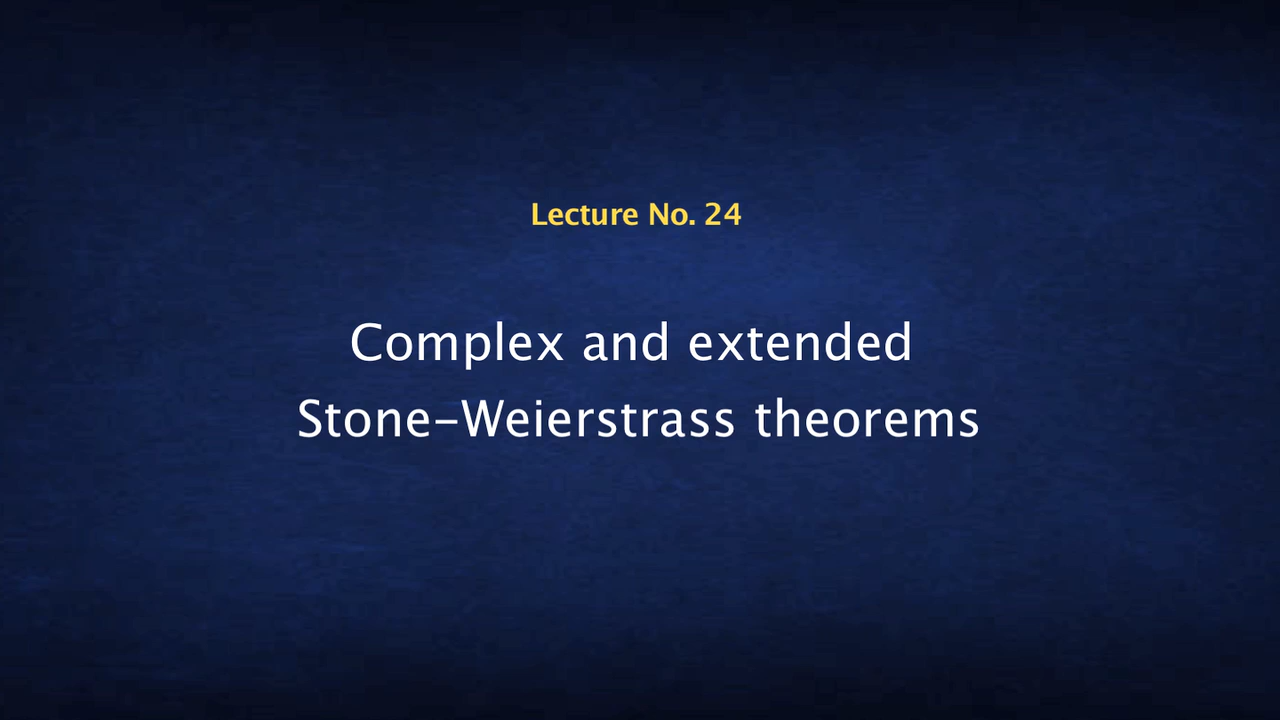 Lecture No. 24
Complex and extended
Stone–Weierstrass theorems